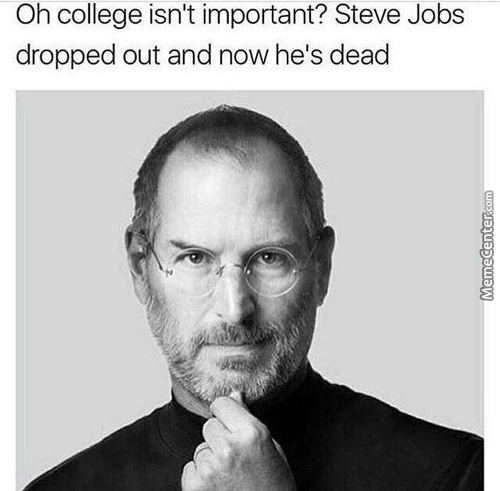 Oh college isn't important? Steve Jobs
dropped out and now he's dead
MemeCenter.com